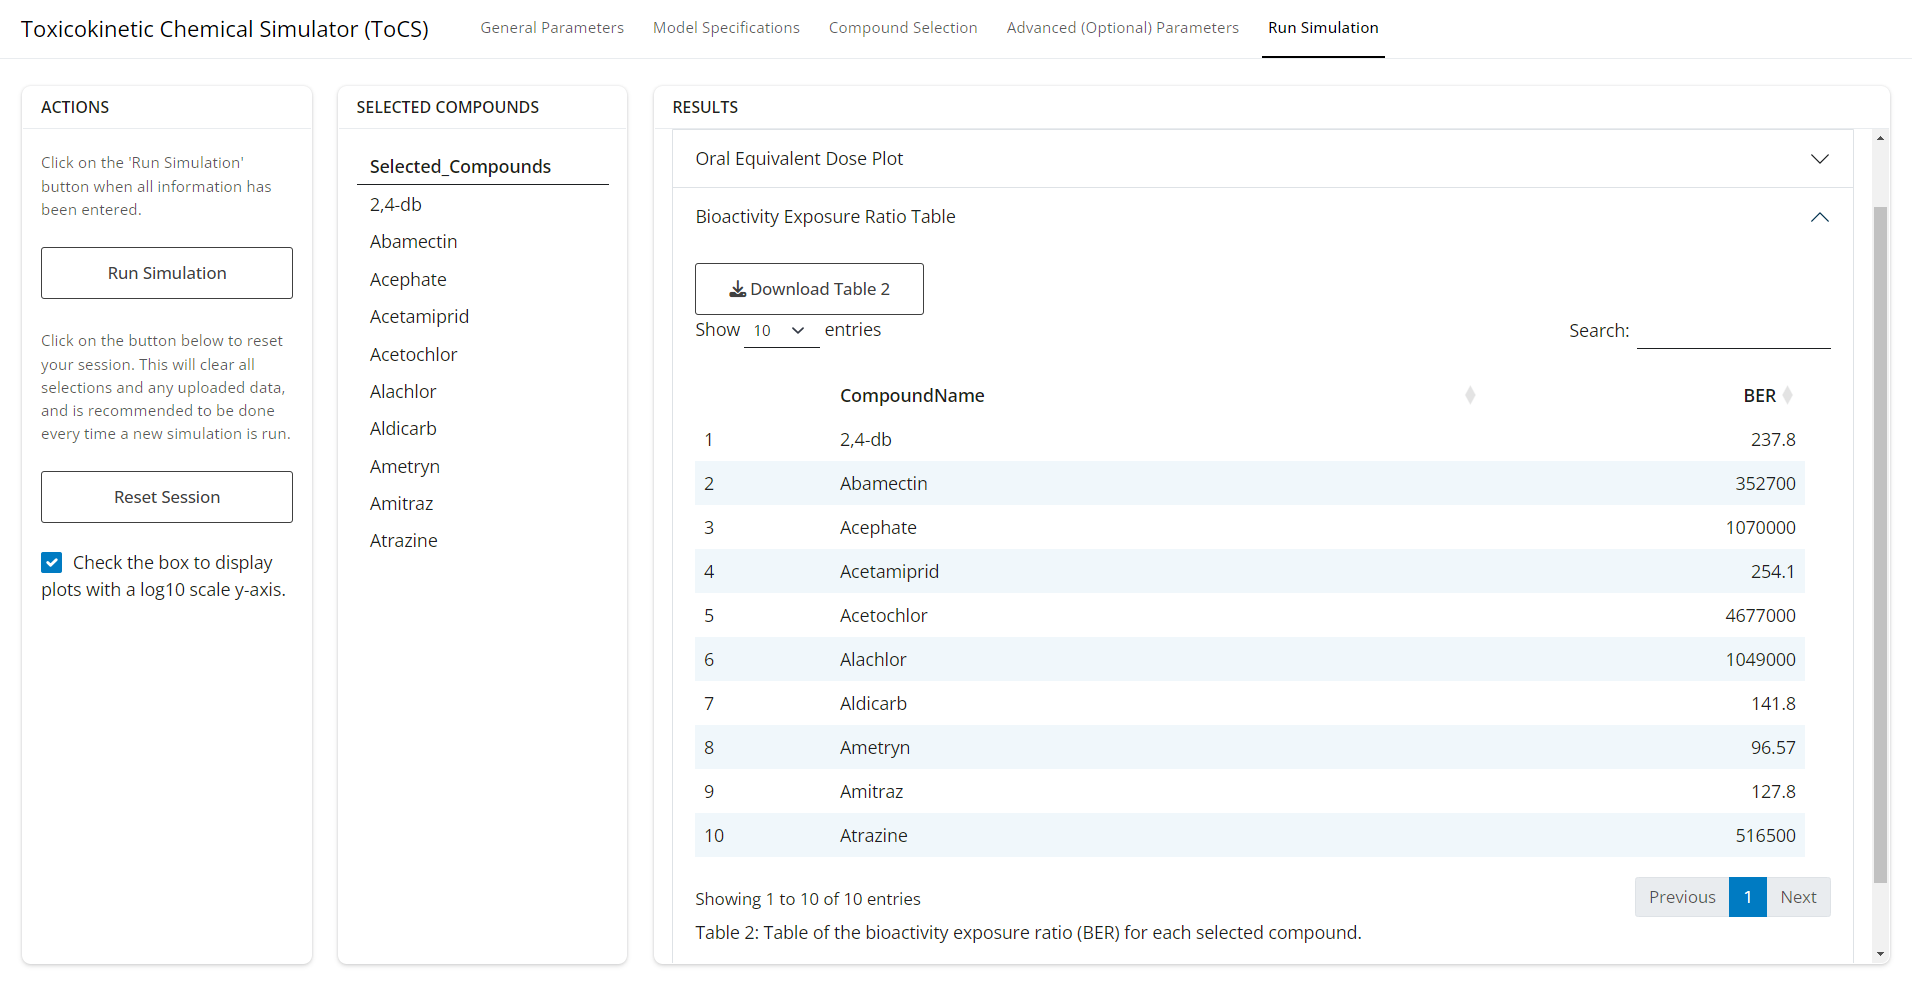 Toxicokinetic Chemical Simulator (ToCS)
General Parameters
Model Specifications
Compound Selection
Advanced (Optional) Parameters
Run Simulation
ACTIONS
Click on the 'Run Simulation'
button when all information has
been entered.
Run Simulation
Click on the button below to reset
your session. This will clear all
selections and any uploaded data,
and is recommended to be done
every time a new simulation is run.
Reset Session
Check the box to display
plots with a log10 scale y-axis.
SELECTED COMPOUNDS
Selected_Compounds
2,4-db
Abamectin
Acephate
Acetamiprid
Acetochlor
Alachlor
Aldicarb
Ametryn
Amitraz
Atrazine
RESULTS
Oral Equivalent Dose Plot
Bioactivity Exposure Ratio Table
Download Table 2
Show 10 entries
Search:
CompoundName BER
1 2,4-db 237.8
2 Abamectin 352700
3 Acephate 1070000
4 Acetamiprid 254.1
5 Acetochlor 4677000
6 Alachlor 1049000
7 Aldicarb 141.8
8 Ametryn 96.57
9 Amitraz 127.8
10 Atrazine 516500
Showing 1 to 10 of 10 entries
Previous 1 Next
Table 2: Table of the bioactivity exposure ratio (BER) for each selected compound.